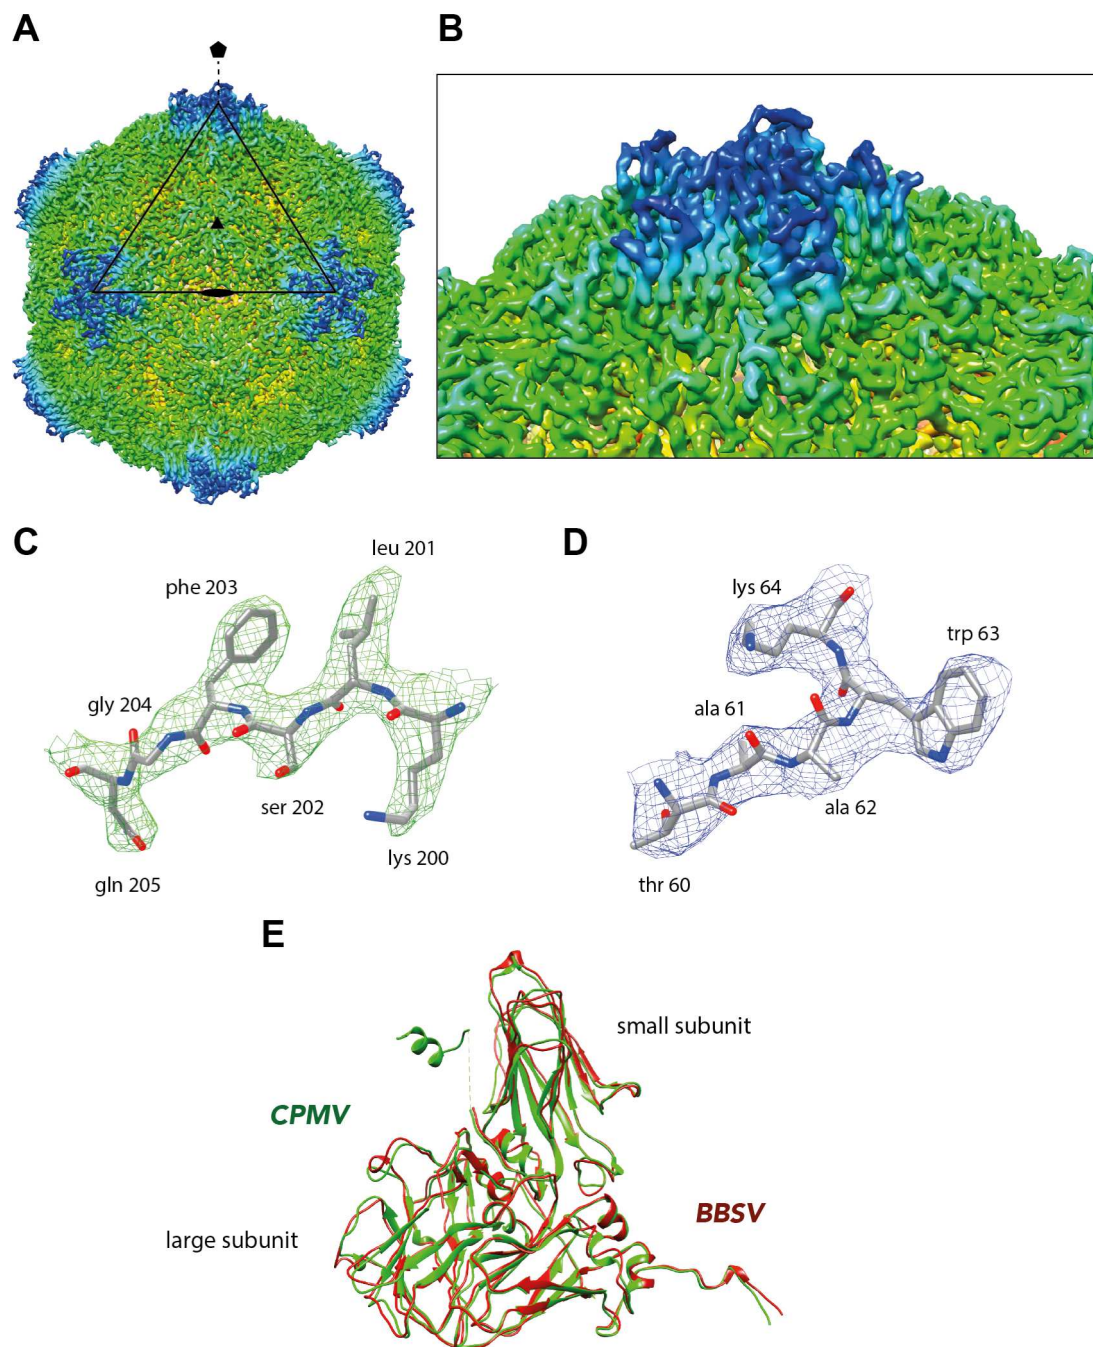 A
B
C
D
leu 201
phe 203
lys 64
trp 63
gly 204
ala 61
ser 202
ala 62
lys 200
gln 205
thr 60
E
small subunit
CPMV
BBSV
large subunit